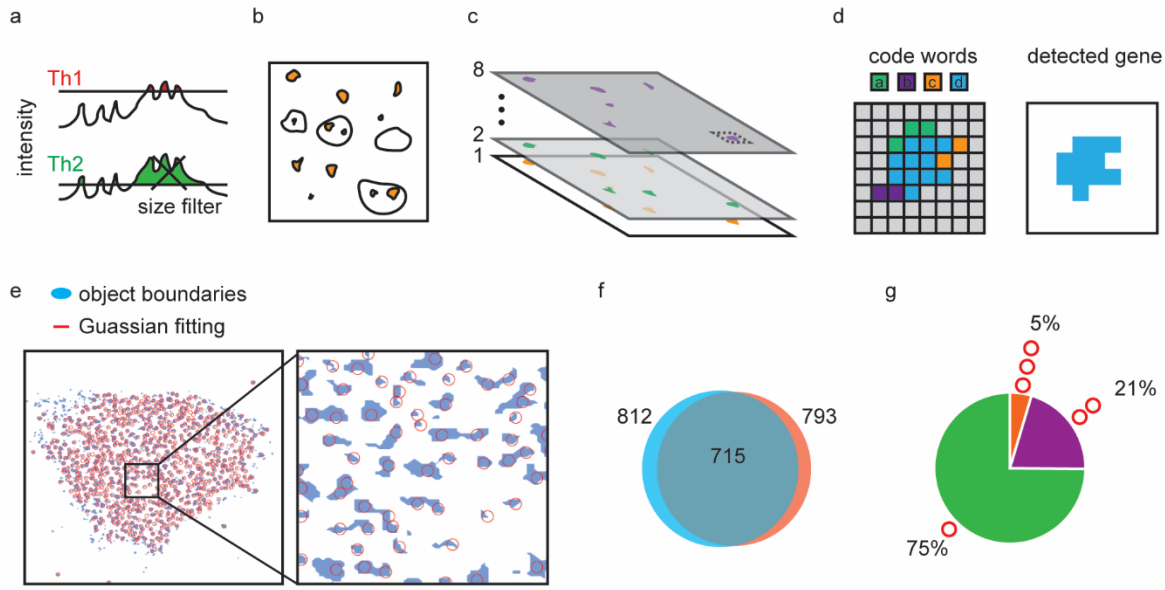 a
b
c
d
Th1
Th2
intensity
size filter
8
2
1
code words
detected gene
a b c d
e
object boundaries
Guassian fitting
f
812
715
793
g
5%
21%
75%